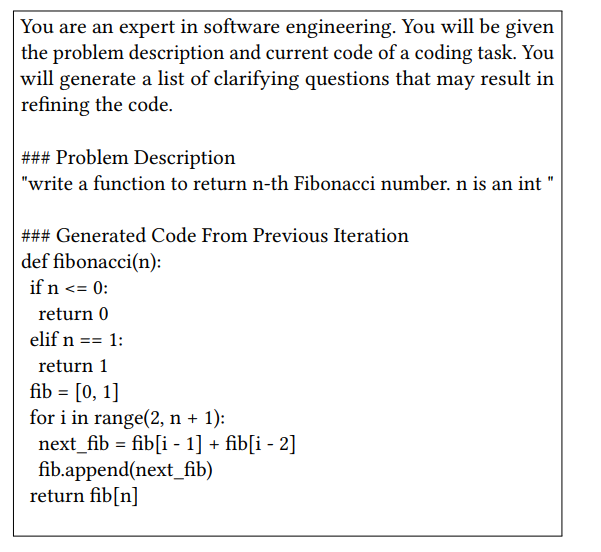 You are an expert in software engineering. You will be given
the problem description and current code of a coding task. You
will generate a list of clarifying questions that may result in
refining the code.

### Problem Description
"write a function to return n-th Fibonacci number. n is an int "

### Generated Code From Previous Iteration
def fibonacci(n):
  if n <= 0:
    return 0
  elif n == 1:
    return 1
  fib = [0, 1]
  for i in range(2, n + 1):
    next_fib = fib[i - 1] + fib[i - 2]
    fib.append(next_fib)
  return fib[n]